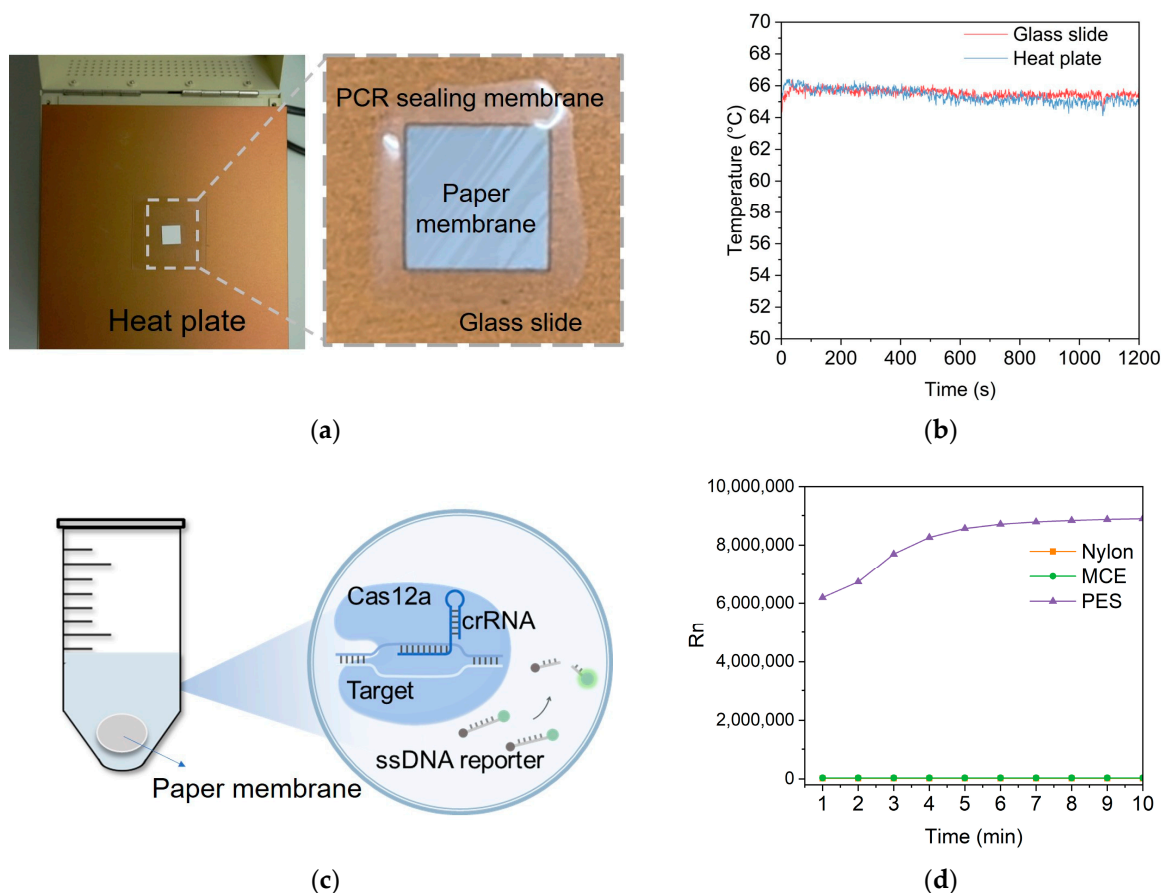 PCR sealing membrane
Paper
membrane
Heat plate
Glass slide
(a)
Glass slide
Heat plate
68
66
64
62
60
58
56
54
52
50
Temperature (°C)
0 200 400 600 800 1000 1200
Time (s)
(b)
Cas12a
crRNA
Target
ssDNA reporter
Paper membrane
(c)
10,000,000
8,000,000
6,000,000
4,000,000
2,000,000
0
Rn
Nylon
MCE
PES
1 2 3 4 5 6 7 8 9 10
Time (min)
(d)